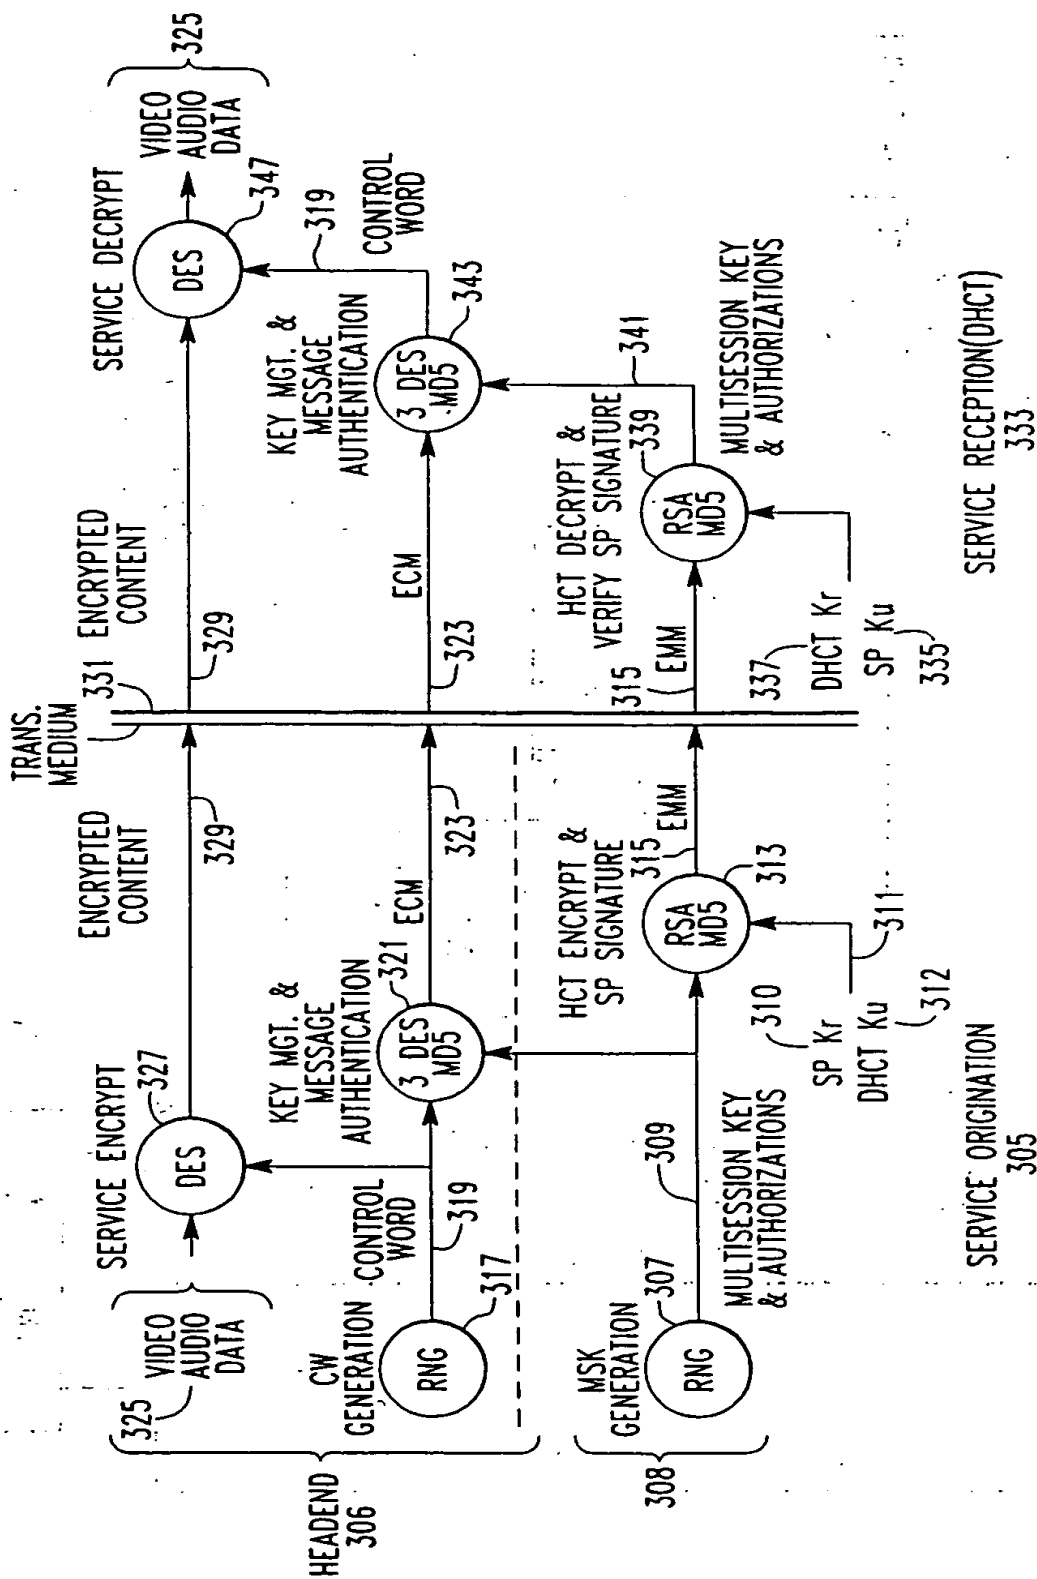 325
VIDEO
AUDIO
DATA
SERVICE ENCRYPT
327
DES
ENCRYPTED
CONTENT
329
TRANS.
MEDIUM
331
ENCRYPTED
CONTENT
329
SERVICE DECRYPT
DES
347
VIDEO
AUDIO
DATA
325
HEADEND
306
CW
GENERATION
RNG
317
CONTROL
WORD
319
KEY MGT. &
MESSAGE
AUTHENTICATION
321
3 DES
MD5
ECM
323
ECM
323
KEY MGT. &
MESSAGE
AUTHENTICATION
3 DES
MD5
343
319
CONTROL
WORD
308
MSK
GENERATION
307
RNG
309
MULTISESSION KEY
& AUTHORIZATIONS
HCT ENCRYPT &
SP SIGNATURE
RSA
MD5
313
315
EMM
310
SP Kr
DHCT Ku
312
311
315
EMM
HCT DECRYPT &
VERIFY SP SIGNATURE
339
RSA
MD5
341
MULTISESSION KEY
& AUTHORIZATIONS
337
DHCT Kr
SP Ku
335
SERVICE ORIGINATION
305
SERVICE RECEPTION(DHCT)
333